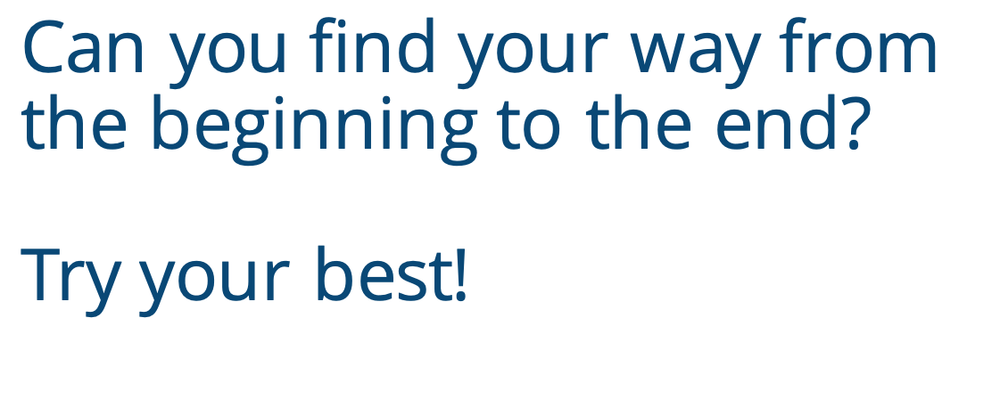 Can you find your way from
the beginning to the end?
Try your best!